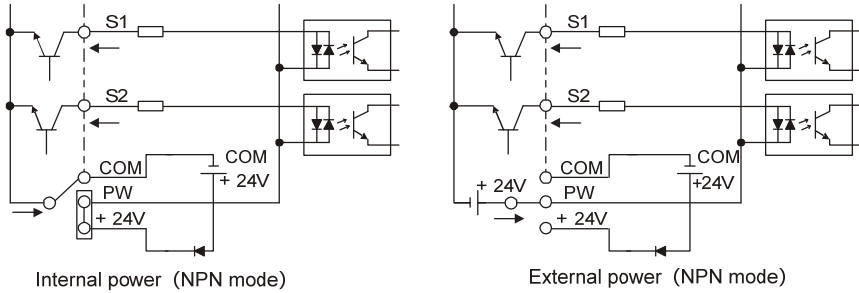 S1
S2
COM
COM
+ 24V
PW
+ 24V
Internal power（NPN mode）
S1
S2
COM
COM
+ 24V
+24V
PW
+ 24V
External power（NPN mode）